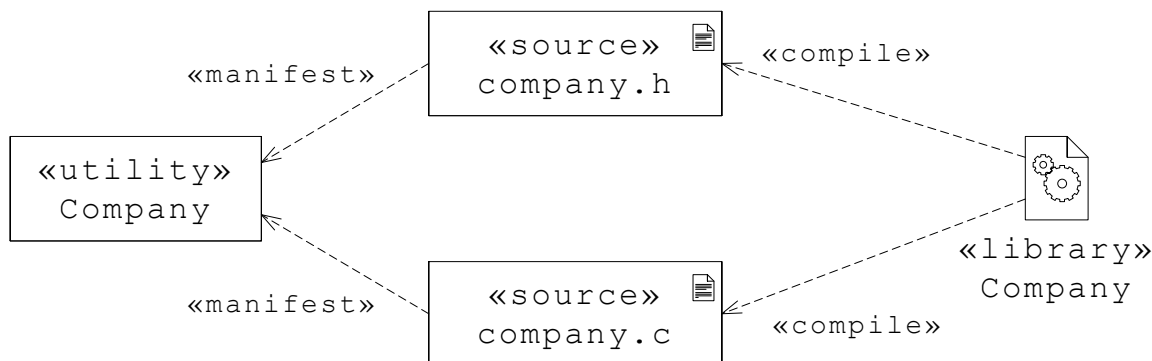 «source»
company.h
«compile»
«manifest»
«utility»
Company
«library»
Company
«manifest»
«source»
company.c
«compile»